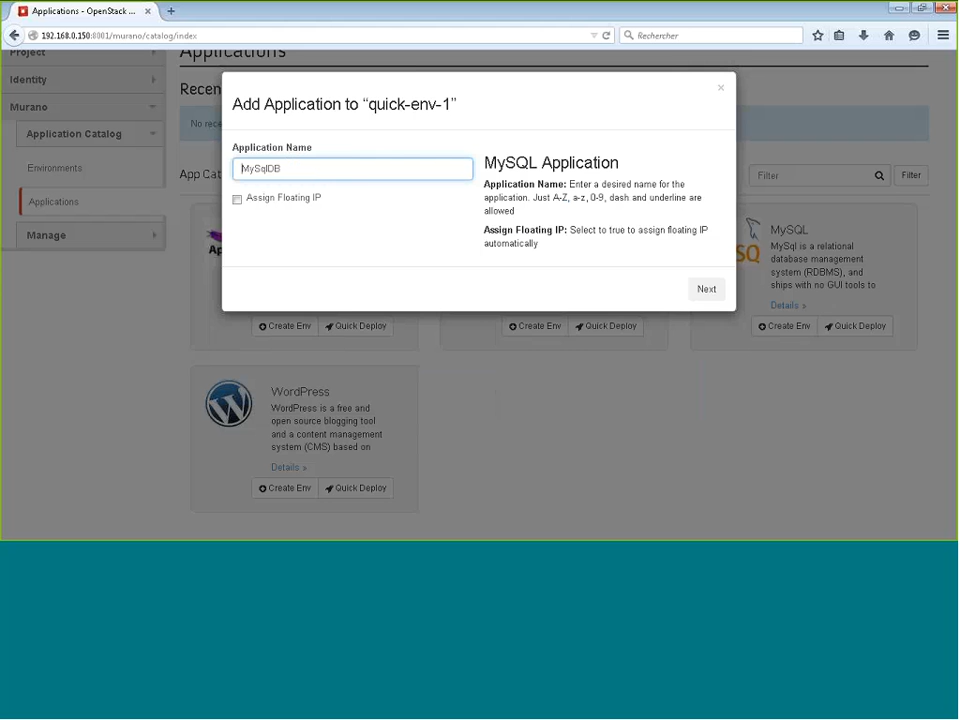 Applications - OpenStack ...
192.168.0.150:8001/murano/catalog/index
Rechercher
Project
Applications
Identity
Murano
Application Catalog
Environments
Applications
Manage
Recen
No rece
App Cat
Filter
Filter
Add Application to “quick-env-1”
×
Application Name
MySqlDB
Assign Floating IP
MySQL Application
Application Name: Enter a desired name for the
application. Just A-Z, a-z, 0-9, dash and underline are
allowed
Assign Floating IP: Select to true to assign floating IP
automatically
Next
Ap
Create Env
Quick Deploy
Create Env
Quick Deploy
SQ
MySQL
MySql is a relational
database management
system (RDBMS), and
ships with no GUI tools to
Details »
Create Env
Quick Deploy
WordPress
WordPress is a free and
open source blogging tool
and a content management
system (CMS) based on
Details »
Create Env
Quick Deploy